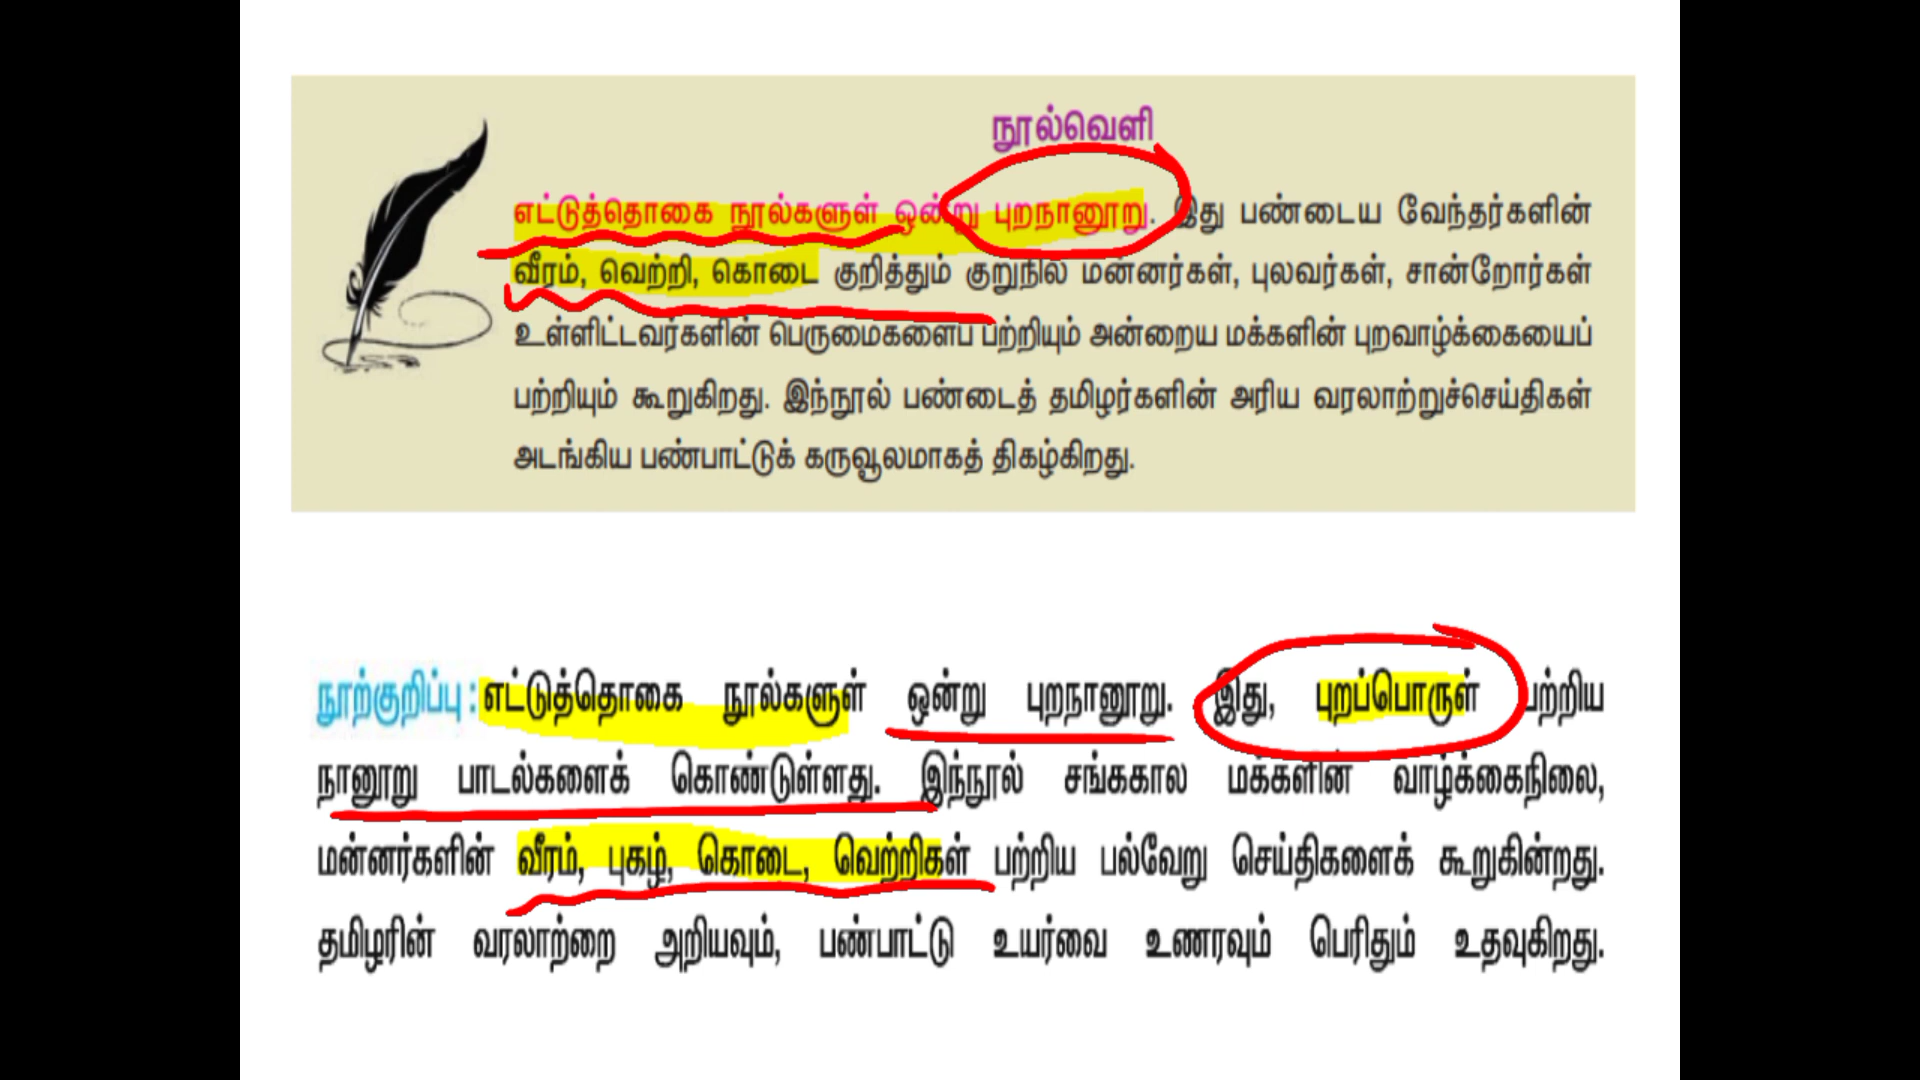 நூல்வெளி
எட்டுத்தொகை நூல்களுள் ஒன்று புறநானூறு. இது பண்டைய வேந்தர்களின்
வீரம், வெற்றி, கொடை குறித்தும் குறுநில மன்னர்கள், புலவர்கள், சான்றோர்கள்
உள்ளிட்டவர்களின் பெருமைகளைப் பற்றியும் அன்றைய மக்களின் புறவாழ்க்கையைப்
பற்றியும் கூறுகிறது. இந்நூல் பண்டைத் தமிழர்களின் அரிய வரலாற்றுச்செய்திகள்
அடங்கிய பண்பாட்டுக் கருவூலமாகத் திகழ்கிறது.
நூற்குறிப்பு : எட்டுத்தொகை நூல்களுள் ஒன்று புறநானூறு. இது, புறப்பொருள் பற்றிய
நானூறு பாடல்களைக் கொண்டுள்ளது. இந்நூல் சங்ககால மக்களின் வாழ்க்கைநிலை,
மன்னர்களின் வீரம், புகழ், கொடை, வெற்றிகள் பற்றிய பல்வேறு செய்திகளைக் கூறுகின்றது.
தமிழரின் வரலாற்றை அறியவும், பண்பாட்டு உயர்வை உணரவும் பெரிதும் உதவுகிறது.